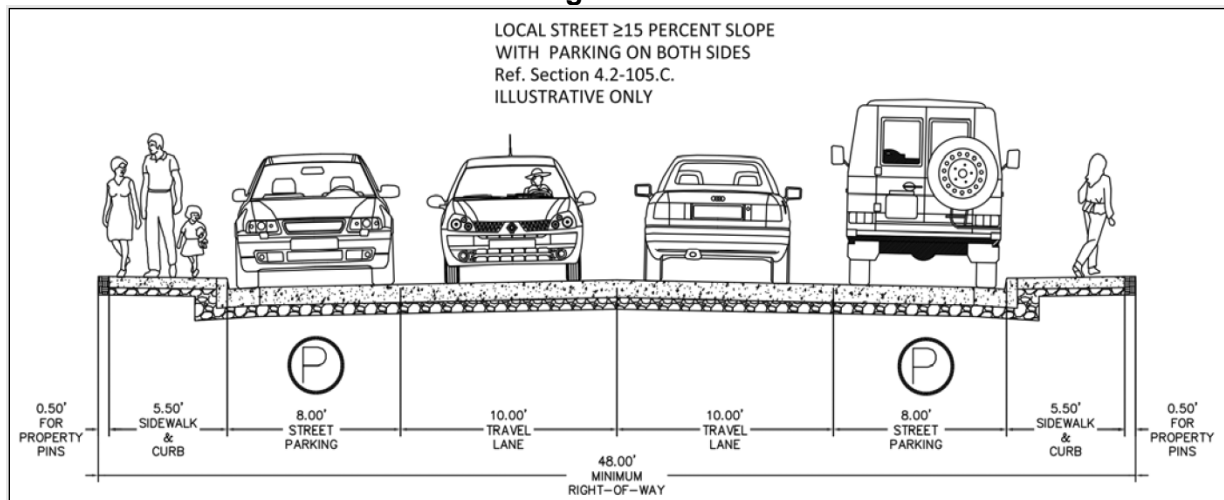 LOCAL STREET ≥15 PERCENT SLOPE
WITH PARKING ON BOTH SIDES
Ref. Section 4.2-105.C.
ILLUSTRATIVE ONLY
P
P
0.50'
FOR
PROPERTY
PINS
5.50'
SIDEWALK
&
CURB
8.00'
STREET
PARKING
10.00'
TRAVEL
LANE
10.00'
TRAVEL
LANE
8.00'
STREET
PARKING
5.50'
SIDEWALK
&
CURB
0.50'
FOR
PROPERTY
PINS
48.00'
MINIMUM
RIGHT-OF-WAY